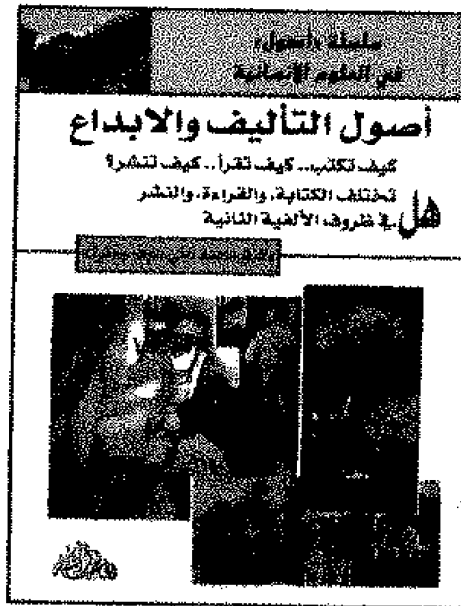 سلسلة «أصول»
في العلوم الإنسانية
أصول التأليف والابداع
كيف تكتب.. كيف تقرأ.. كيف تنشر؟
هل تختلف الكتابة، والقراءة، والنشر
في ظروف الألفية الثانية